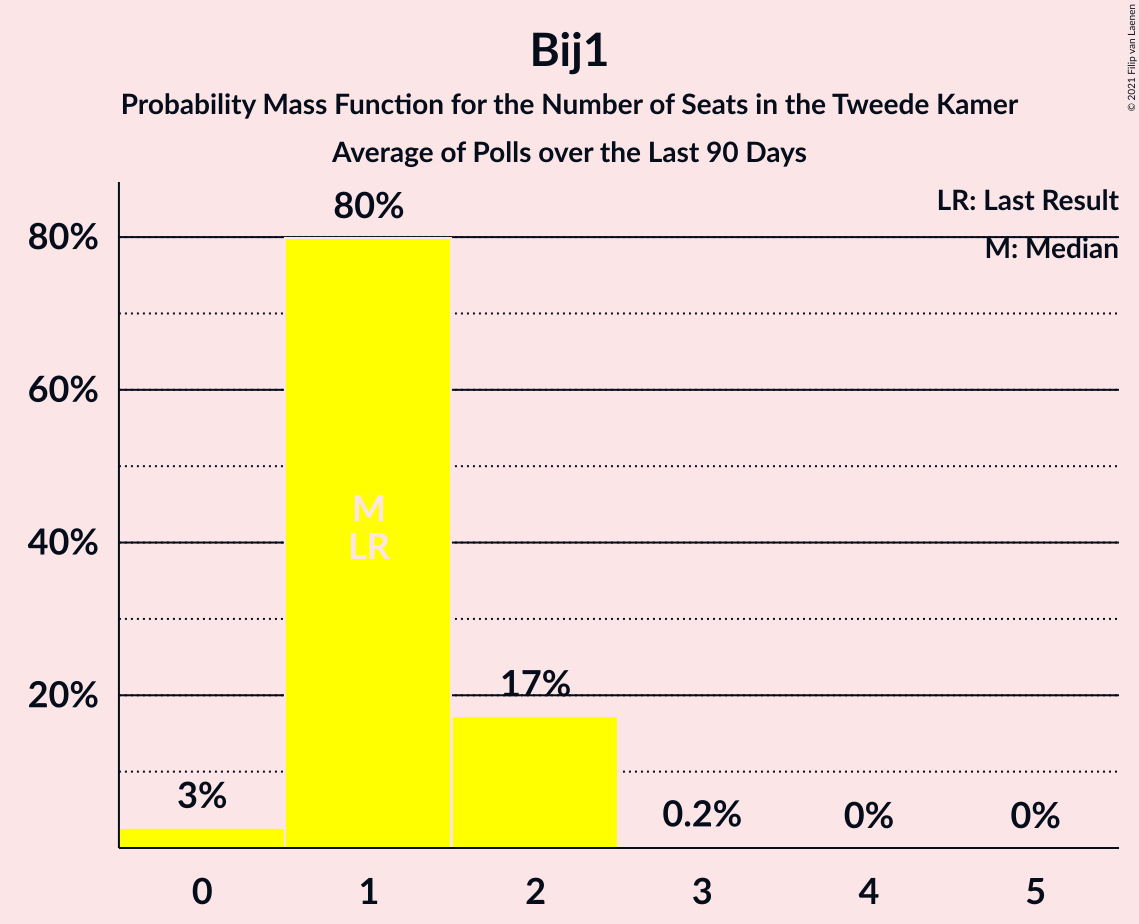 Bij1
Probability Mass Function for the Number of Seats in the Tweede Kamer
Average of Polls over the Last 90 Days
© 2021 Filip van Laenen
LR: Last Result
M: Median
80%
60%
40%
20%
3%
80%
M
LR
17%
0.2%
0%
0%
0 1 2 3 4 5